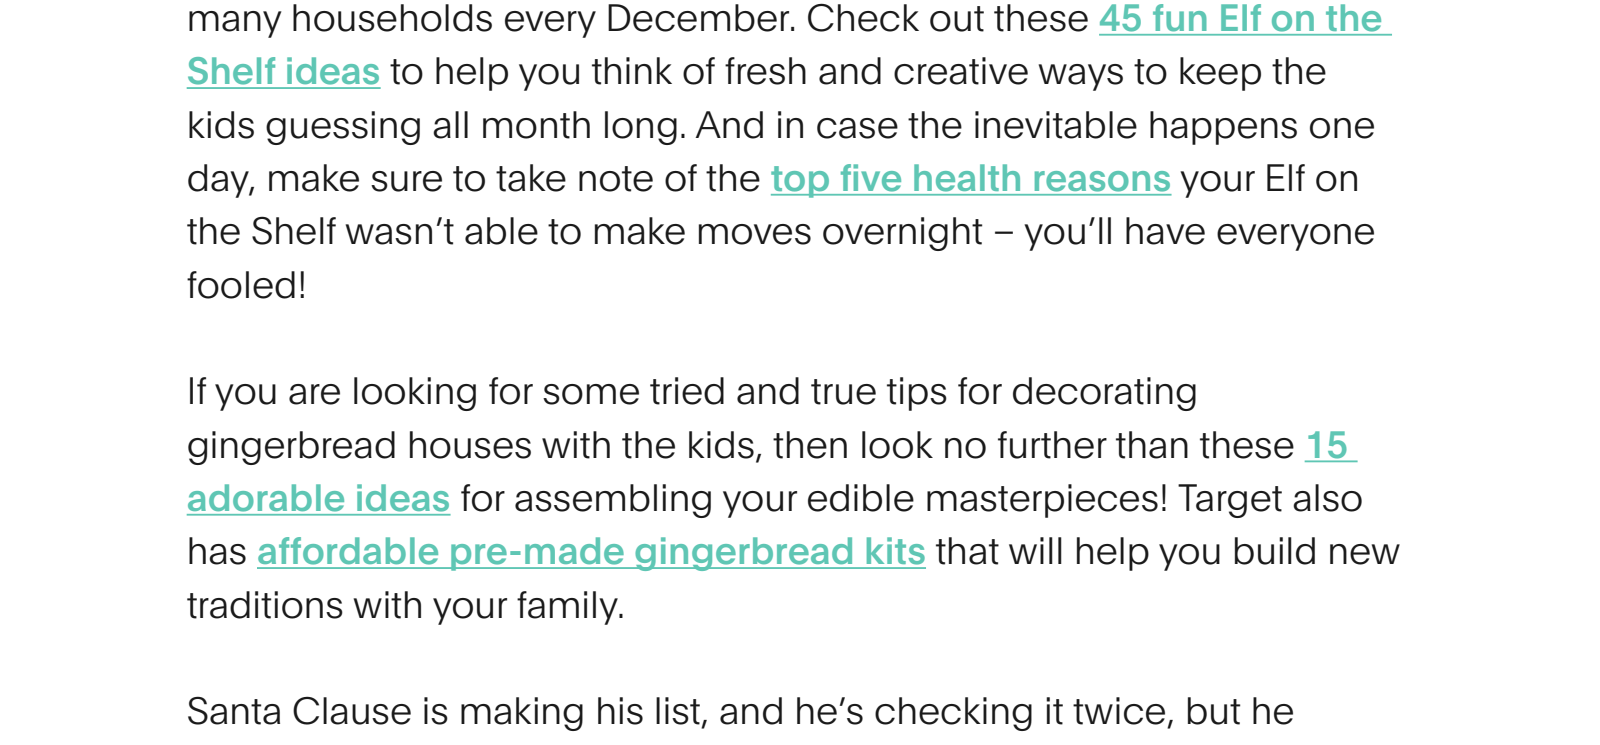 many households every December. Check out these 45 fun Elf on the
Shelf ideas to help you think of fresh and creative ways to keep the
kids guessing all month long. And in case the inevitable happens one
day, make sure to take note of the top five health reasons your Elf on
the Shelf wasn’t able to make moves overnight – you’ll have everyone
fooled!
If you are looking for some tried and true tips for decorating
gingerbread houses with the kids, then look no further than these 15
adorable ideas for assembling your edible masterpieces! Target also
has affordable pre-made gingerbread kits that will help you build new
traditions with your family.
Santa Clause is making his list, and he’s checking it twice, but he